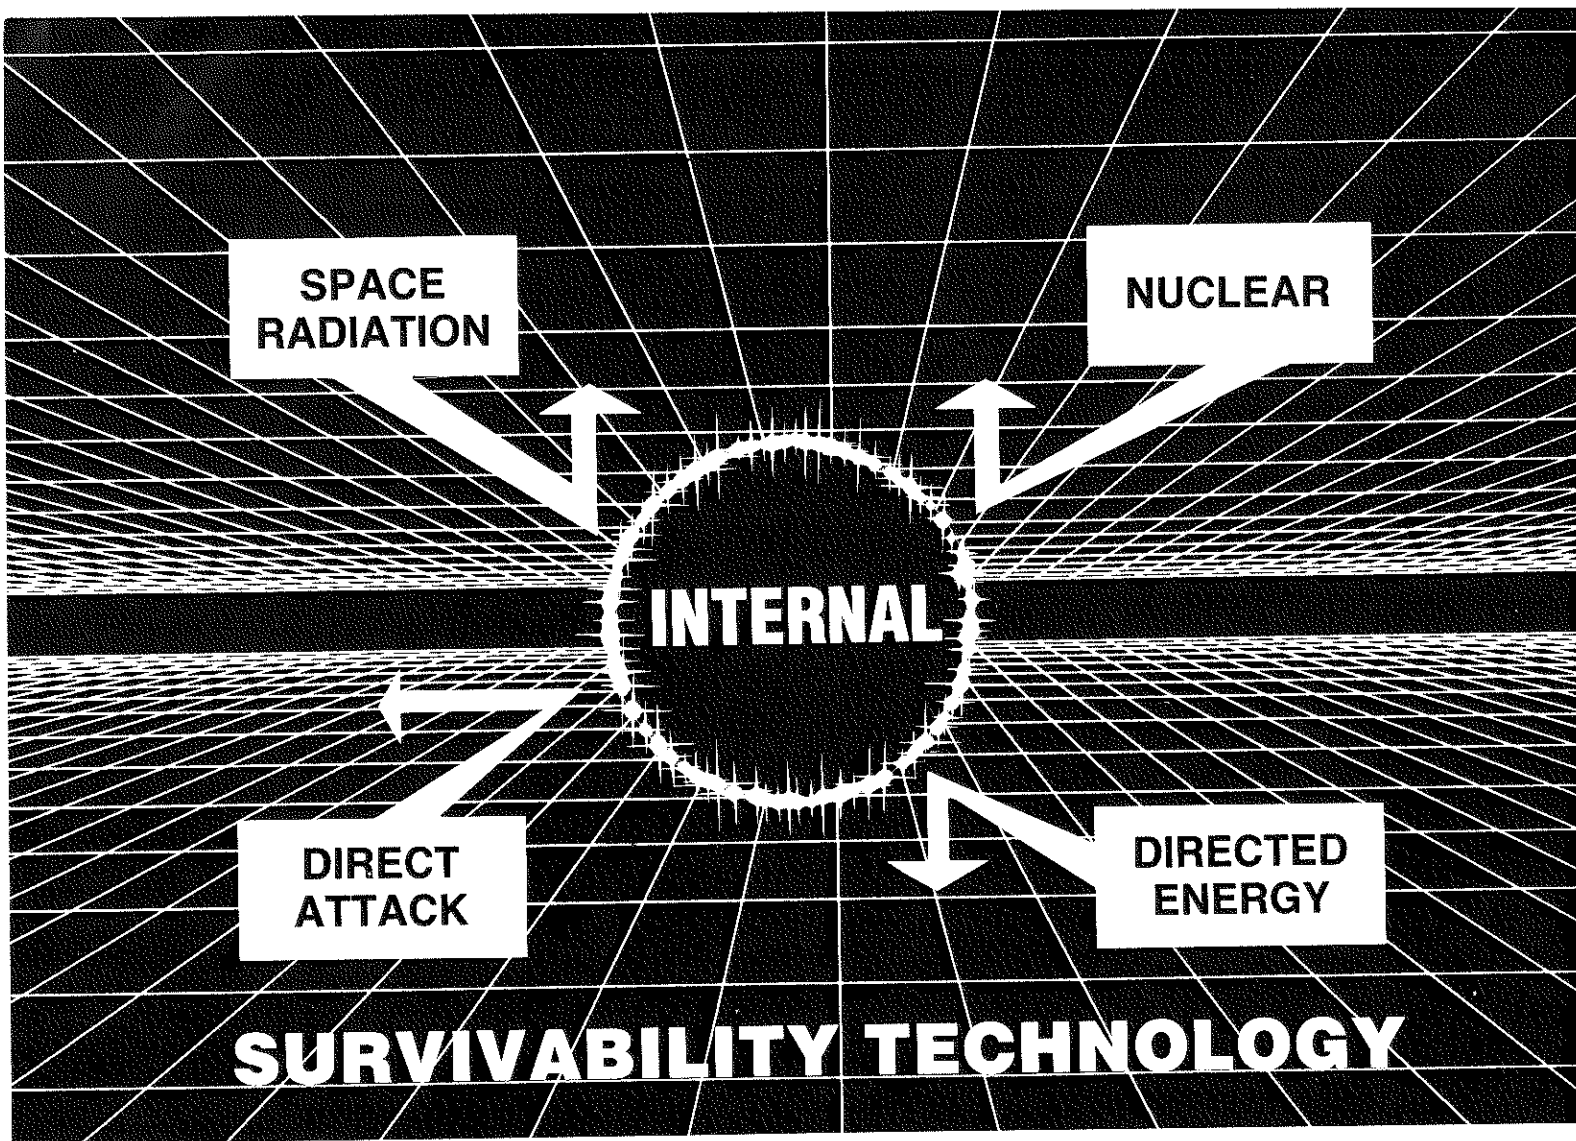 SPACE
RADIATION
NUCLEAR
INTERNAL
DIRECT
ATTACK
DIRECTED
ENERGY
SURVIVABILITY TECHNOLOGY